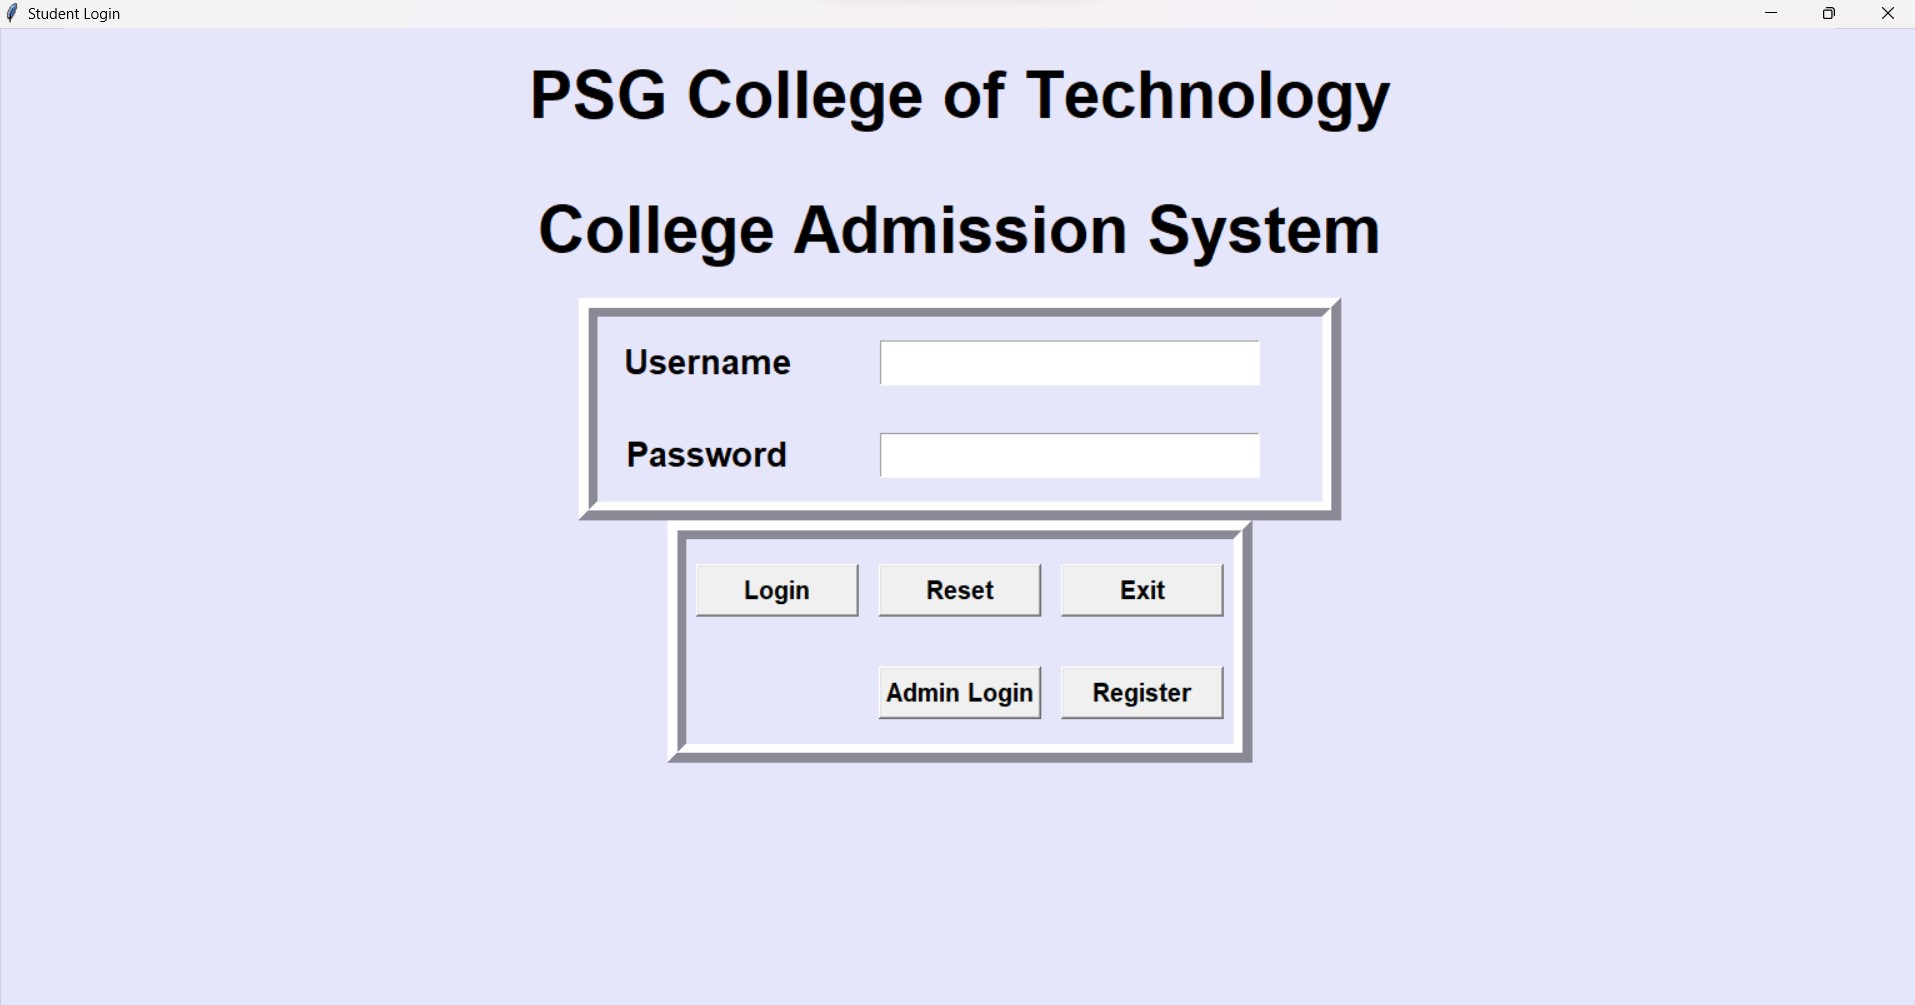 Student Login
PSG College of Technology
College Admission System
Username
Password
Login Reset Exit
Admin Login Register